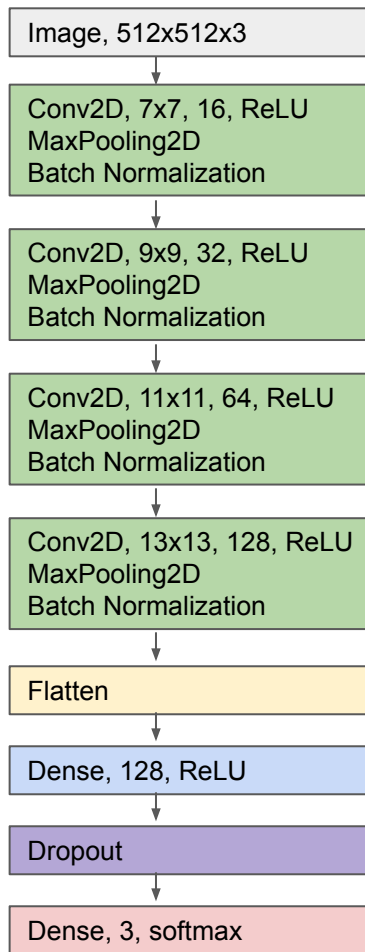 Image, 512x512x3
Conv2D, 7x7, 16, ReLU
MaxPooling2D
Batch Normalization
Conv2D, 9x9, 32, ReLU
MaxPooling2D
Batch Normalization
Conv2D, 11x11, 64, ReLU
MaxPooling2D
Batch Normalization
Conv2D, 13x13, 128, ReLU
MaxPooling2D
Batch Normalization
Flatten
Dense, 128, ReLU
Dropout
Dense, 3, softmax